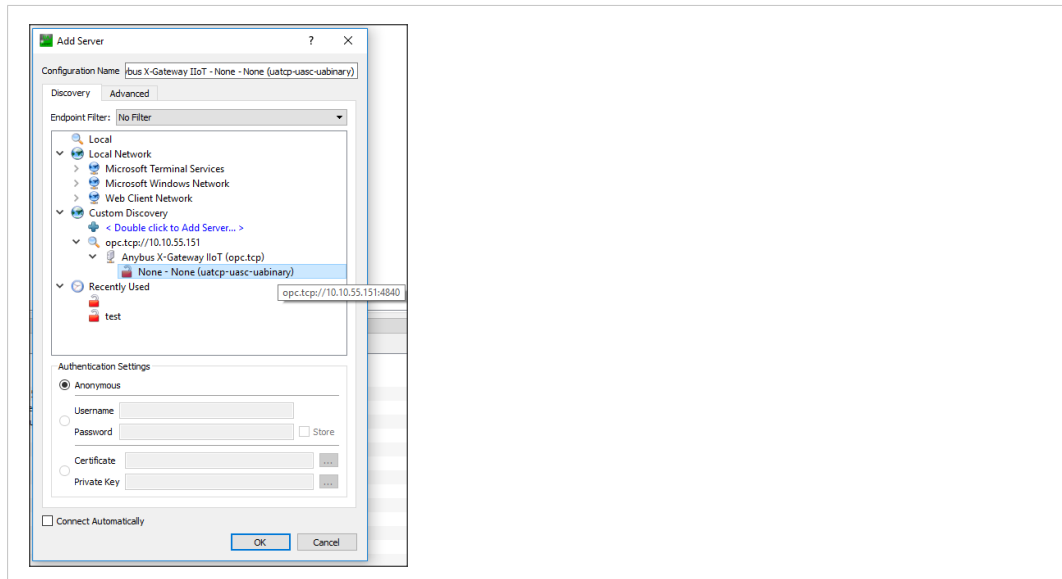 Add Server
?
Configuration Name
bus X-Gateway IIoT - None - None (uatcp-uasc-uabinary)
Discovery Advanced
Endpoint Filter: No Filter
Local
Local Network
Microsoft Terminal Services
Microsoft Windows Network
Web Client Network
Custom Discovery
< Double click to Add Server... >
opc.tcp://10.10.55.151
Anybus X-Gateway IIoT (opc.tcp)
None - None (uatcp-uasc-uabinary)
opc.tcp://10.10.55.151:4840
Recently Used
test
Authentication Settings
Anonymous
Username
Password
Store
Certificate
...
Private Key
...
Connect Automatically
OK Cancel